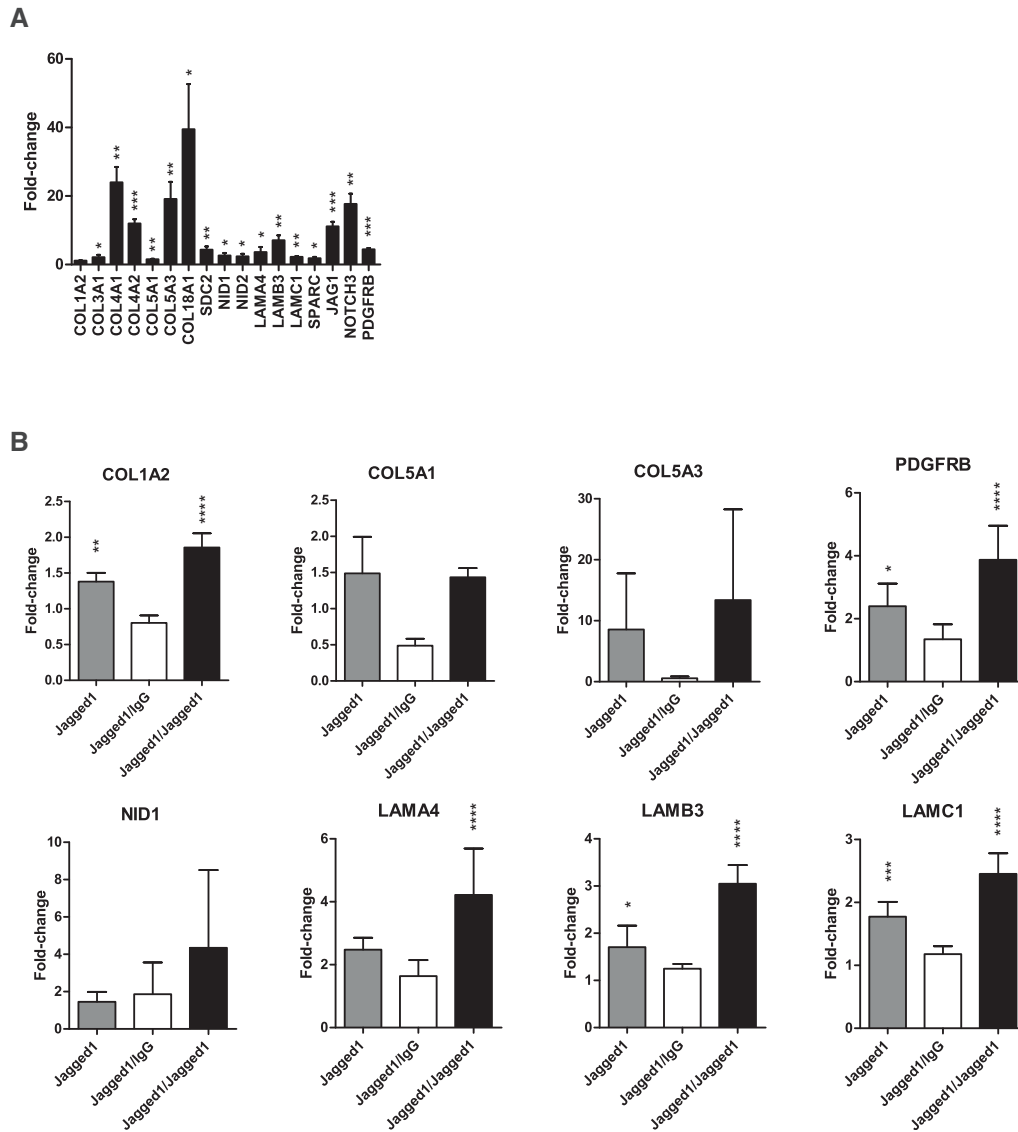 A
60
40
20
0
Fold-change
* ** *** ** ** * ** * * * ** ** * *** ** ***
COL1A2 COL3A1 COL4A1 COL4A2 COL5A1 COL5A3 COL18A1 SDC2 NID1 NID2 LAMA4 LAMB3 LAMC1 SPARC JAG1 NOTCH3 PDGFRB
B
COL1A2
2.5
2.0
1.5
1.0
0.5
0.0
Fold-change
** ****
Jagged1 Jagged1/IgG Jagged1/Jagged1
COL5A1
2.5
2.0
1.5
1.0
0.5
0.0
Fold-change
Jagged1 Jagged1/IgG Jagged1/Jagged1
COL5A3
30
20
10
0
Fold-change
Jagged1 Jagged1/IgG Jagged1/Jagged1
PDGFRB
6
4
2
0
Fold-change
* ****
Jagged1 Jagged1/IgG Jagged1/Jagged1
NID1
10
8
6
4
2
0
Fold-change
Jagged1 Jagged1/IgG Jagged1/Jagged1
LAMA4
6
4
2
0
Fold-change
****
Jagged1 Jagged1/IgG Jagged1/Jagged1
LAMB3
4
3
2
1
0
Fold-change
* ****
Jagged1 Jagged1/IgG Jagged1/Jagged1
LAMC1
3
2
1
0
Fold-change
*** ****
Jagged1 Jagged1/IgG Jagged1/Jagged1